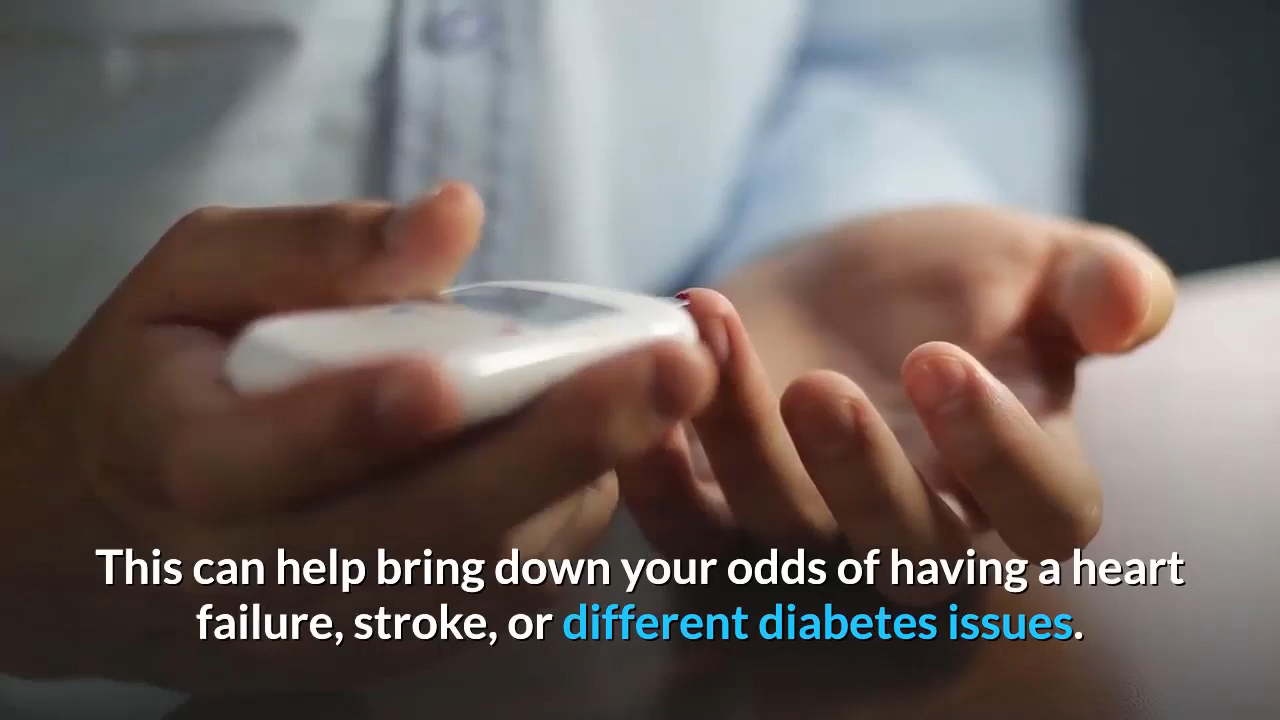 This can help bring down your odds of having a heart
failure, stroke, or different diabetes issues.